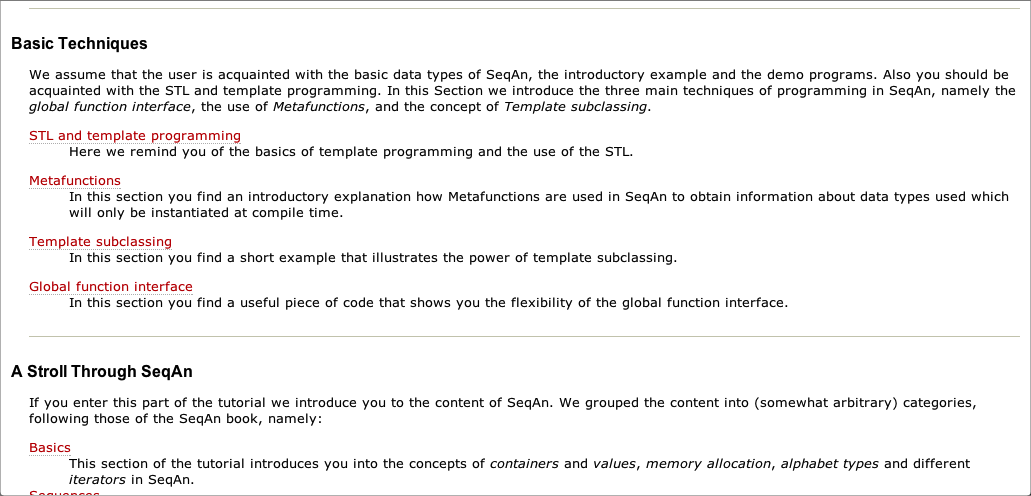 Basic Techniques
We assume that the user is acquainted with the basic data types of SeqAn, the introductory example and the demo programs. Also you should be
acquainted with the STL and template programming. In this Section we introduce the three main techniques of programming in SeqAn, namely the
global function interface, the use of Metafunctions, and the concept of Template subclassing.
STL and template programming
Here we remind you of the basics of template programming and the use of the STL.
Metafunctions
In this section you find an introductory explanation how Metafunctions are used in SeqAn to obtain information about data types used which
will only be instantiated at compile time.
Template subclassing
In this section you find a short example that illustrates the power of template subclassing.
Global function interface
In this section you find a useful piece of code that shows you the flexibility of the global function interface.
A Stroll Through SeqAn
If you enter this part of the tutorial we introduce you to the content of SeqAn. We grouped the content into (somewhat arbitrary) categories,
following those of the SeqAn book, namely:
Basics
This section of the tutorial introduces you into the concepts of containers and values, memory allocation, alphabet types and different
iterators in SeqAn.
Sequences